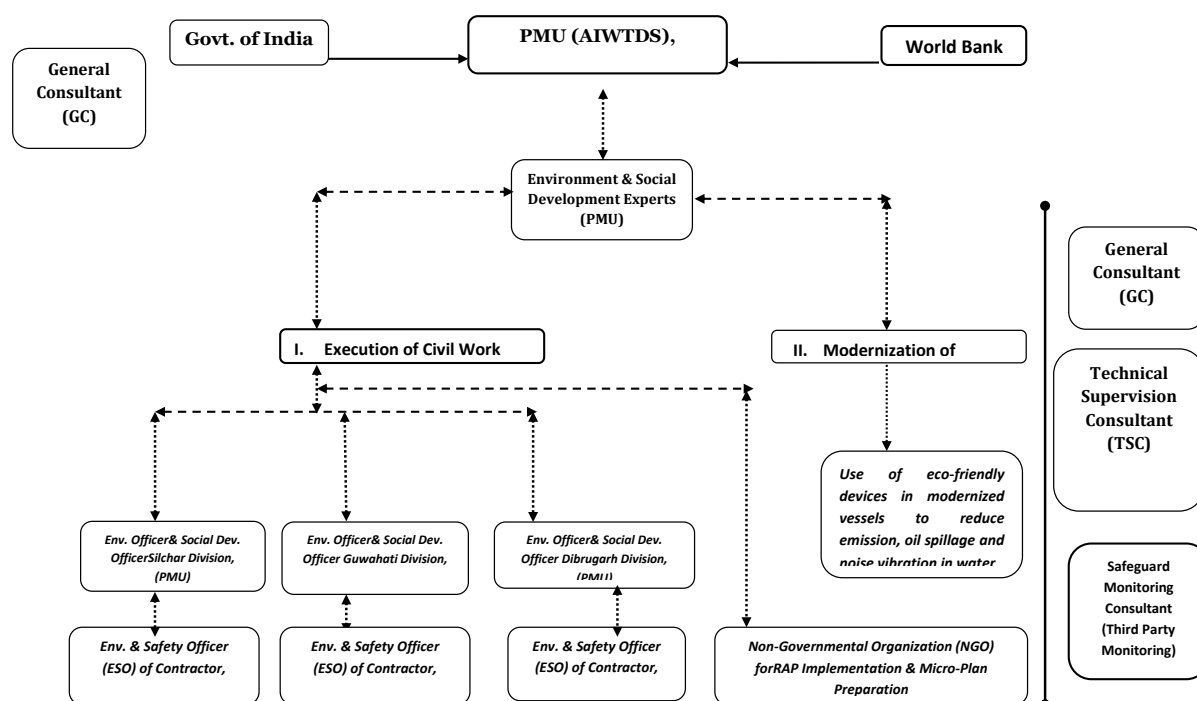 Govt. of India
PMU (AIWTDS),
World Bank
General
Consultant
(GC)
Environment & Social
Development Experts
(PMU)
General
Consultant
(GC)
I. Execution of Civil Work
II. Modernization of
Technical
Supervision
Consultant
(TSC)
Use of eco-friendly
devices in modernized
vessels to reduce
emission, oil spillage and
noise vibration in water
Env. Officer& Social Dev.
OfficerSilchar Division,
(PMU)
Env. Officer& Social Dev.
Officer Guwahati Division,
Env. Officer& Social Dev.
Officer Dibrugarh Division,
(PMU)
Safeguard
Monitoring
Consultant
(Third Party
Monitoring)
Env. & Safety Officer
(ESO) of Contractor,
Env. & Safety Officer
(ESO) of Contractor,
Env. & Safety Officer
(ESO) of Contractor,
Non-Governmental Organization (NGO)
forRAP Implementation & Micro-Plan
Preparation